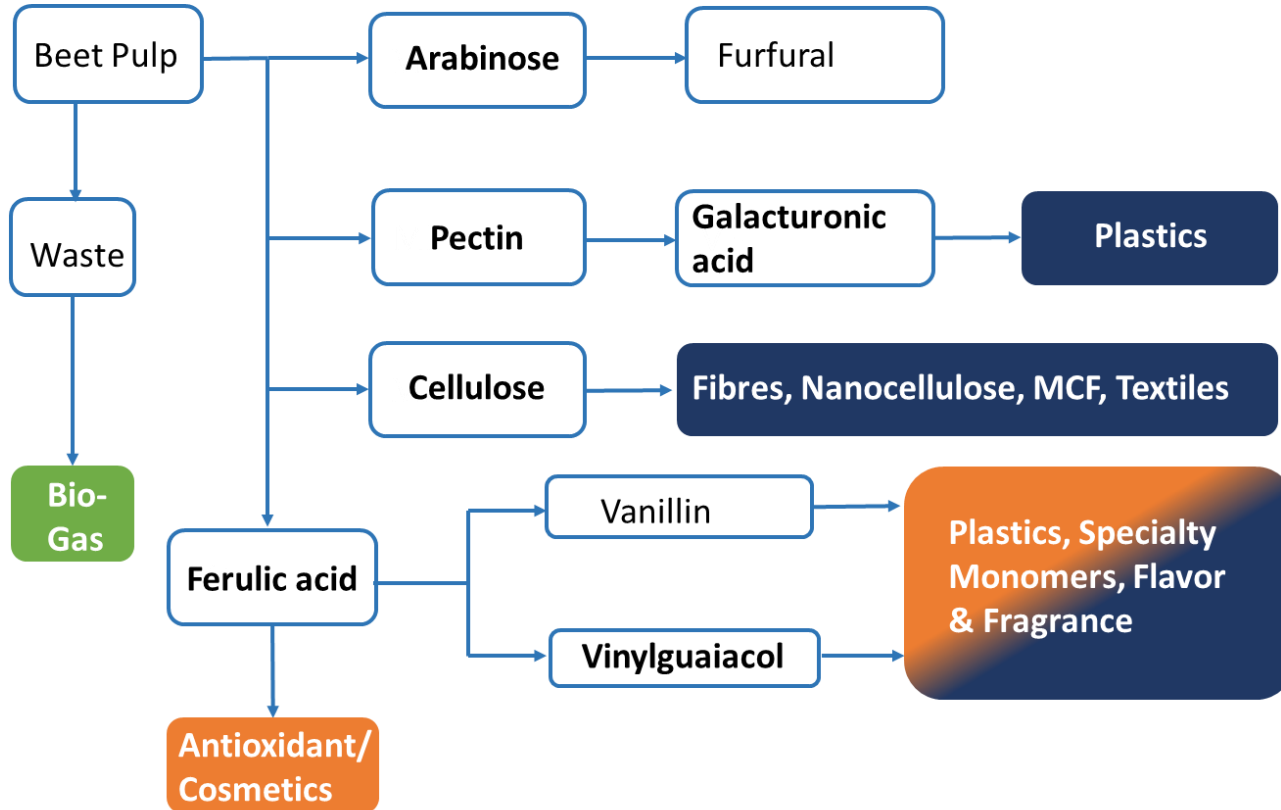 Beet Pulp
Arabinose
Furfural
Waste
Pectin
Galacturonic
acid
Plastics
Cellulose
Fibres, Nanocellulose, MCF, Textiles
Bio-
Gas
Ferulic acid
Vanillin
Vinylguaiacol
Plastics, Specialty
Monomers, Flavor
& Fragrance
Antioxidant/
Cosmetics